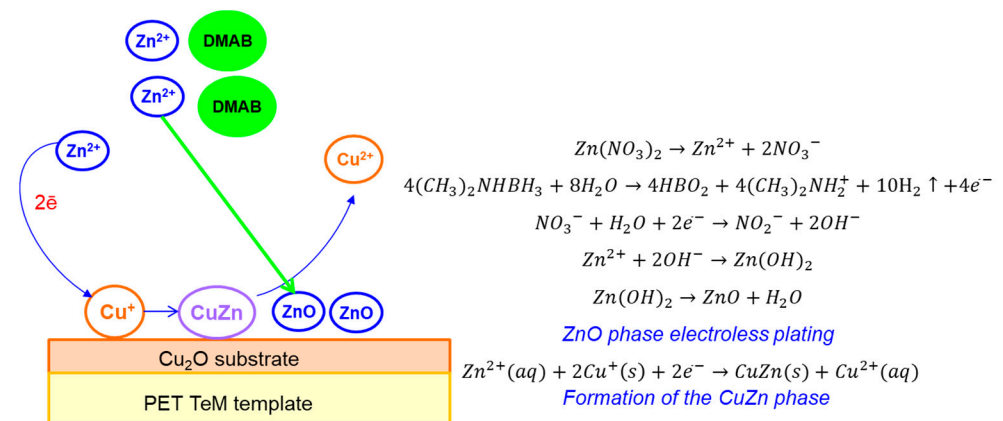 Zn²⁺
DMAB
Zn²⁺
DMAB
Zn²⁺
Cu²⁺
2ē
Cu⁺
CuZn
ZnO
ZnO
Cu₂O substrate
PET TeM template
Zn(NO₃)₂ → Zn²⁺ + 2NO₃⁻
4(CH₃)₂NHBH₃ + 8H₂O → 4HBO₂ + 4(CH₃)₂NH₂⁺ + 10H₂ ↑ +4e⁻
NO₃⁻ + H₂O + 2e⁻ → NO₂⁻ + 2OH⁻
Zn²⁺ + 2OH⁻ → Zn(OH)₂
Zn(OH)₂ → ZnO + H₂O
ZnO phase electroless plating
Zn²⁺(aq) + 2Cu⁺(s) + 2e⁻ → CuZn(s) + Cu²⁺(aq)
Formation of the CuZn phase